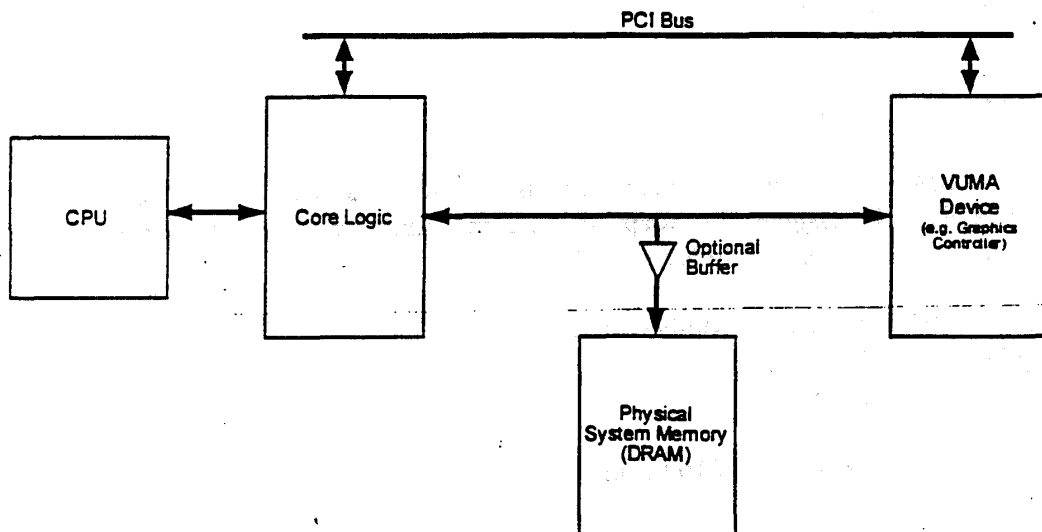 PCI Bus
CPU
Core Logic
VUMA
Device
(e.g. Graphics
Controller)
Optional
Buffer
Physical
System Memory
(DRAM)